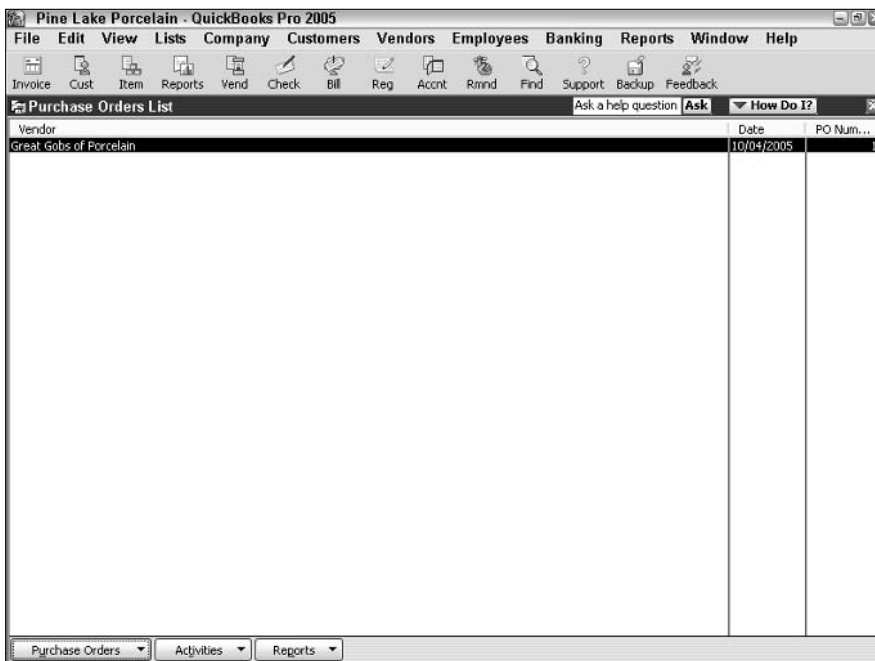 Pine Lake Porcelain - QuickBooks Pro 2005
File Edit View Lists Company Customers Vendors Employees Banking Reports Window Help
Invoice Cust Item Reports Vend Check Bill Reg Accnt Rmnd Find Support Backup Feedback
Purchase Orders List Ask a help question Ask How Do I?
Vendor Date PO Num...
Great Gobs of Porcelain 10/04/2005 1
Purchase Orders Activities Reports